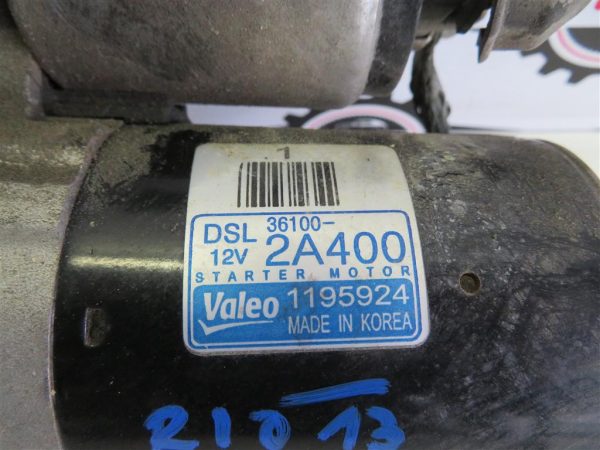 1
DSL 36100-
12V 2A400
STARTER MOTOR
Valeo 1195924
MADE IN KOREA
RIO 13